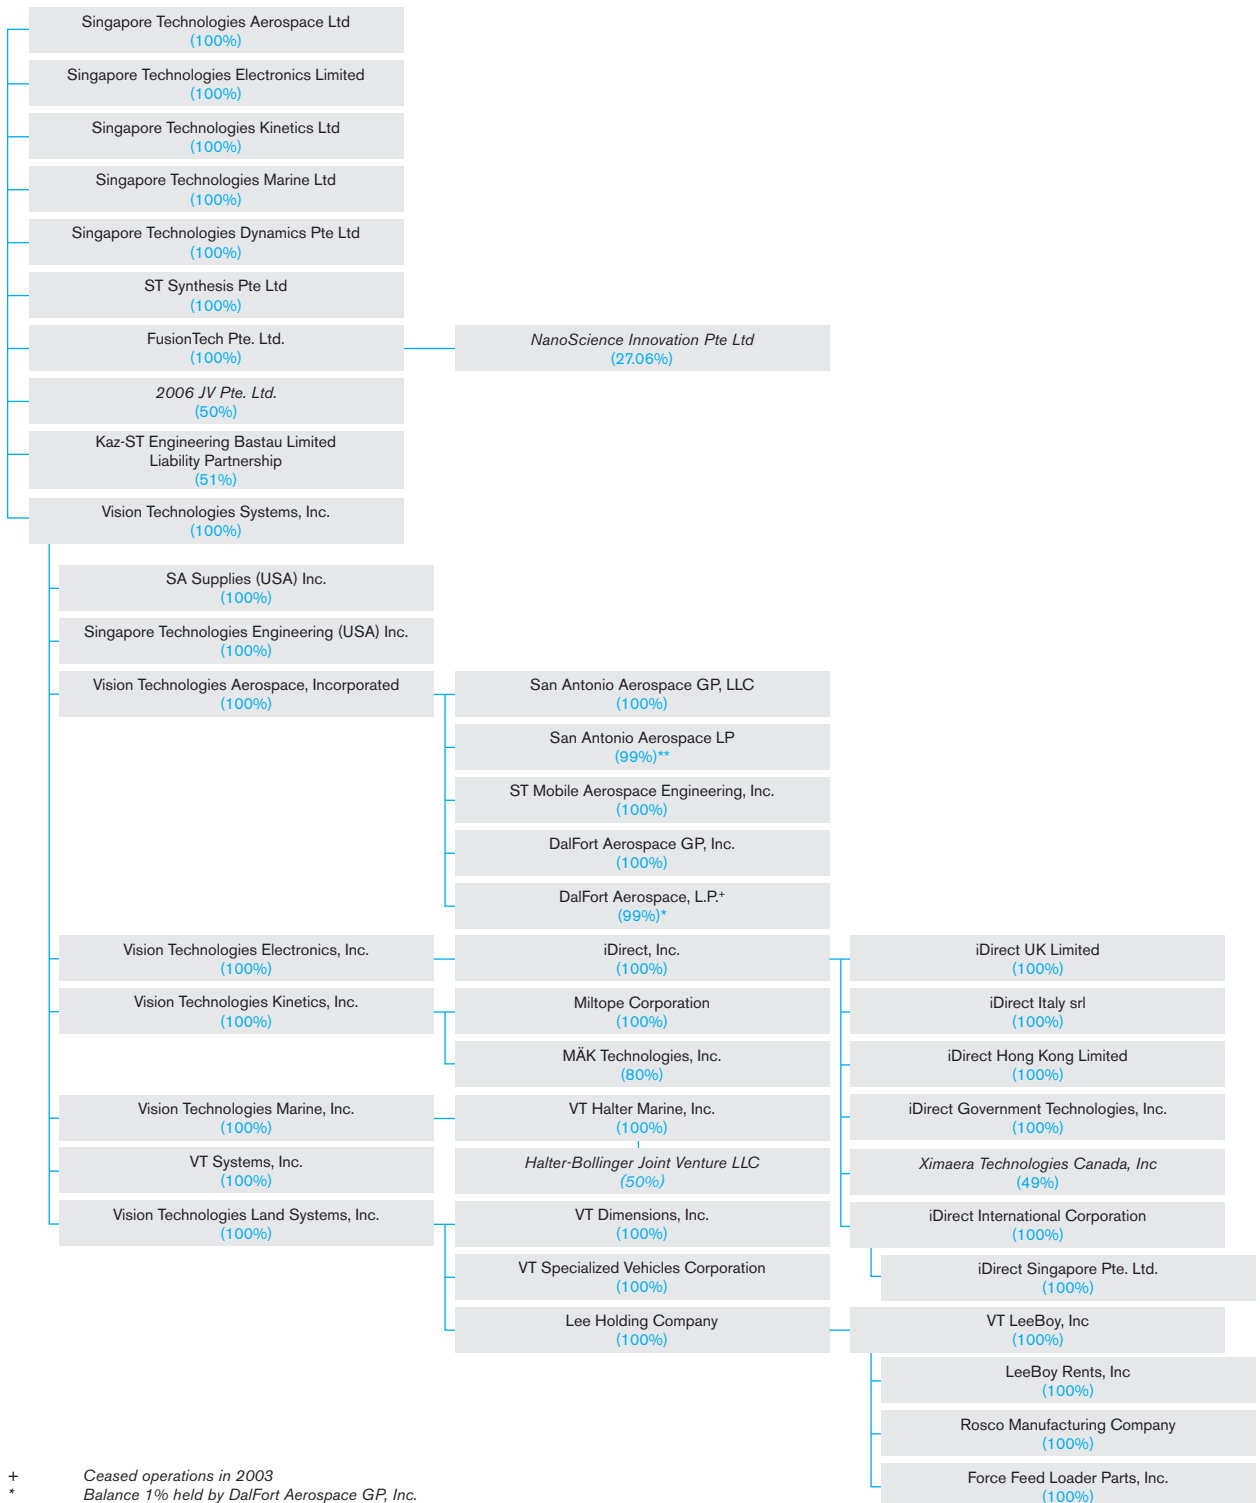 Singapore Technologies Aerospace Ltd
(100%)
Singapore Technologies Electronics Limited
(100%)
Singapore Technologies Kinetics Ltd
(100%)
Singapore Technologies Marine Ltd
(100%)
Singapore Technologies Dynamics Pte Ltd
(100%)
ST Synthesis Pte Ltd
(100%)
FusionTech Pte. Ltd.
(100%)
NanoScience Innovation Pte Ltd
(27.06%)
2006 JV Pte. Ltd.
(50%)
Kaz-ST Engineering Bastau Limited
Liability Partnership
(51%)
Vision Technologies Systems, Inc.
(100%)
SA Supplies (USA) Inc.
(100%)
Singapore Technologies Engineering (USA) Inc.
(100%)
Vision Technologies Aerospace, Incorporated
(100%)
San Antonio Aerospace GP, LLC
(100%)
San Antonio Aerospace LP
(99%)**
ST Mobile Aerospace Engineering, Inc.
(100%)
DalFort Aerospace GP, Inc.
(100%)
DalFort Aerospace, L.P.+
(99%)*
Vision Technologies Electronics, Inc.
(100%)
iDirect, Inc.
(100%)
iDirect UK Limited
(100%)
iDirect Italy srl
(100%)
iDirect Hong Kong Limited
(100%)
iDirect Government Technologies, Inc.
(100%)
Ximaera Technologies Canada, Inc
(49%)
iDirect International Corporation
(100%)
iDirect Singapore Pte. Ltd.
(100%)
Vision Technologies Kinetics, Inc.
(100%)
Miltope Corporation
(100%)
MÄK Technologies, Inc.
(80%)
Vision Technologies Marine, Inc.
(100%)
VT Halter Marine, Inc.
(100%)
Halter-Bollinger Joint Venture LLC
(50%)
VT Systems, Inc.
(100%)
Vision Technologies Land Systems, Inc.
(100%)
VT Dimensions, Inc.
(100%)
VT Specialized Vehicles Corporation
(100%)
Lee Holding Company
(100%)
VT LeeBoy, Inc
(100%)
LeeBoy Rents, Inc
(100%)
Rosco Manufacturing Company
(100%)
Force Feed Loader Parts, Inc.
(100%)
+ Ceased operations in 2003
* Balance 1% held by DalFort Aerospace GP, Inc.